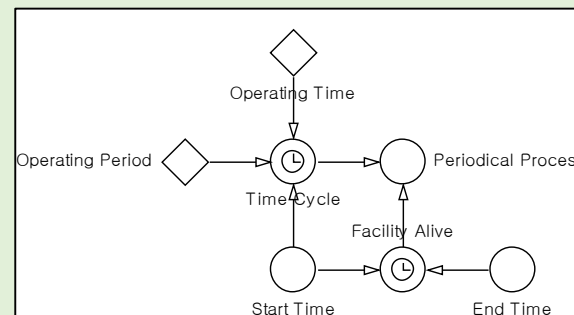 Operating Time
Operating Period
Periodical Proces
Time Cycle
Facility Alive
Start Time
End Time